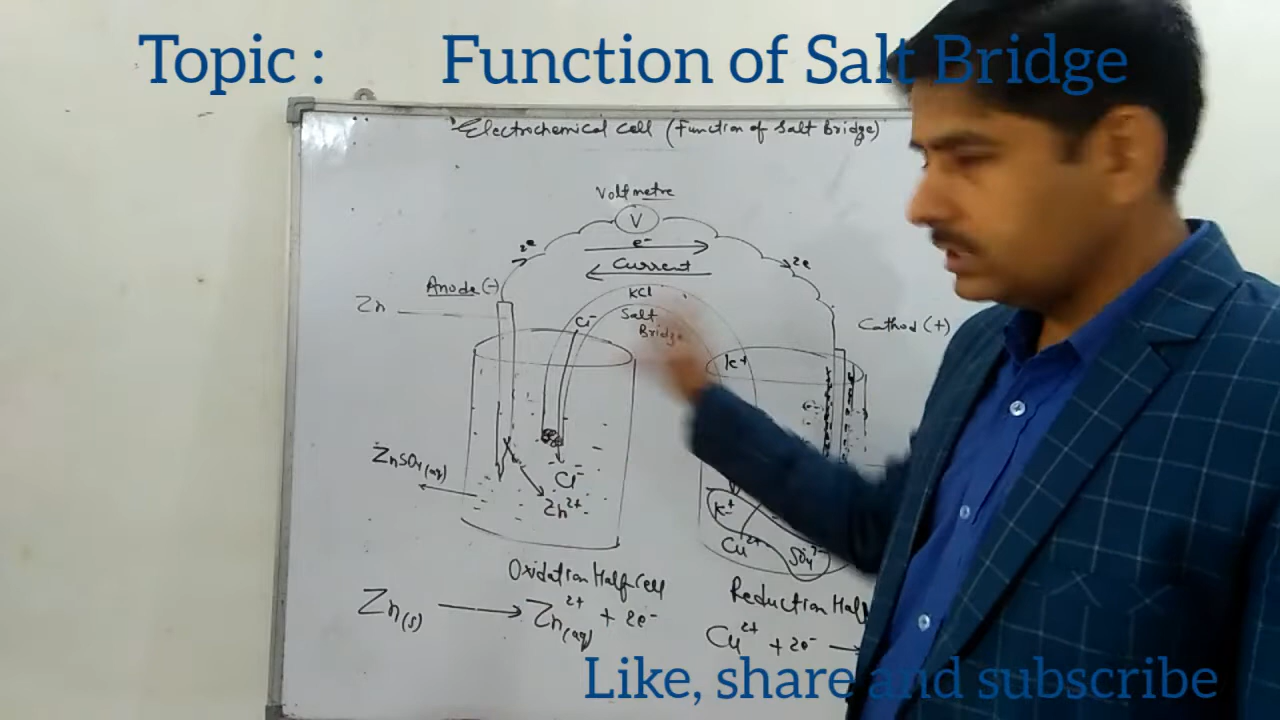 Topic : Function of Salt Bridge
Electrochemical Cell (Function of Salt Bridge)
Voltmetre
V
2e
e⁻
2e
Current
Anode (-)
KCl
Zn
Cl⁻
Salt
Bridge
Cathod (+)
K⁺
ZnSO₄(aq)
Cl⁻
Zn²⁺
K⁺
Cu²⁺
SO₄²⁻
Oxidation Half Cell
Reduction Half
Zn(s) → Zn²⁺(aq) + 2e⁻
Cu²⁺ + 2e⁻ →
Like, share and subscribe